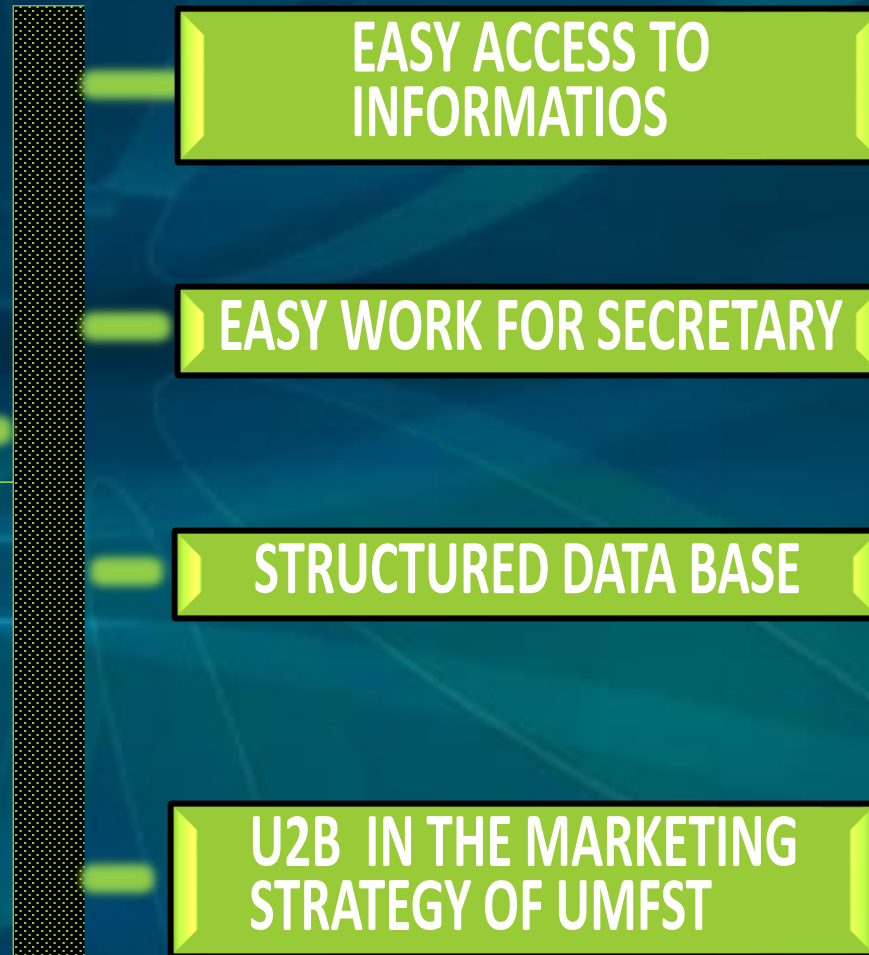 EASY ACCESS TO
INFORMATIOS
EASY WORK FOR SECRETARY
STRUCTURED DATA BASE
U2B IN THE MARKETING
STRATEGY OF UMFST